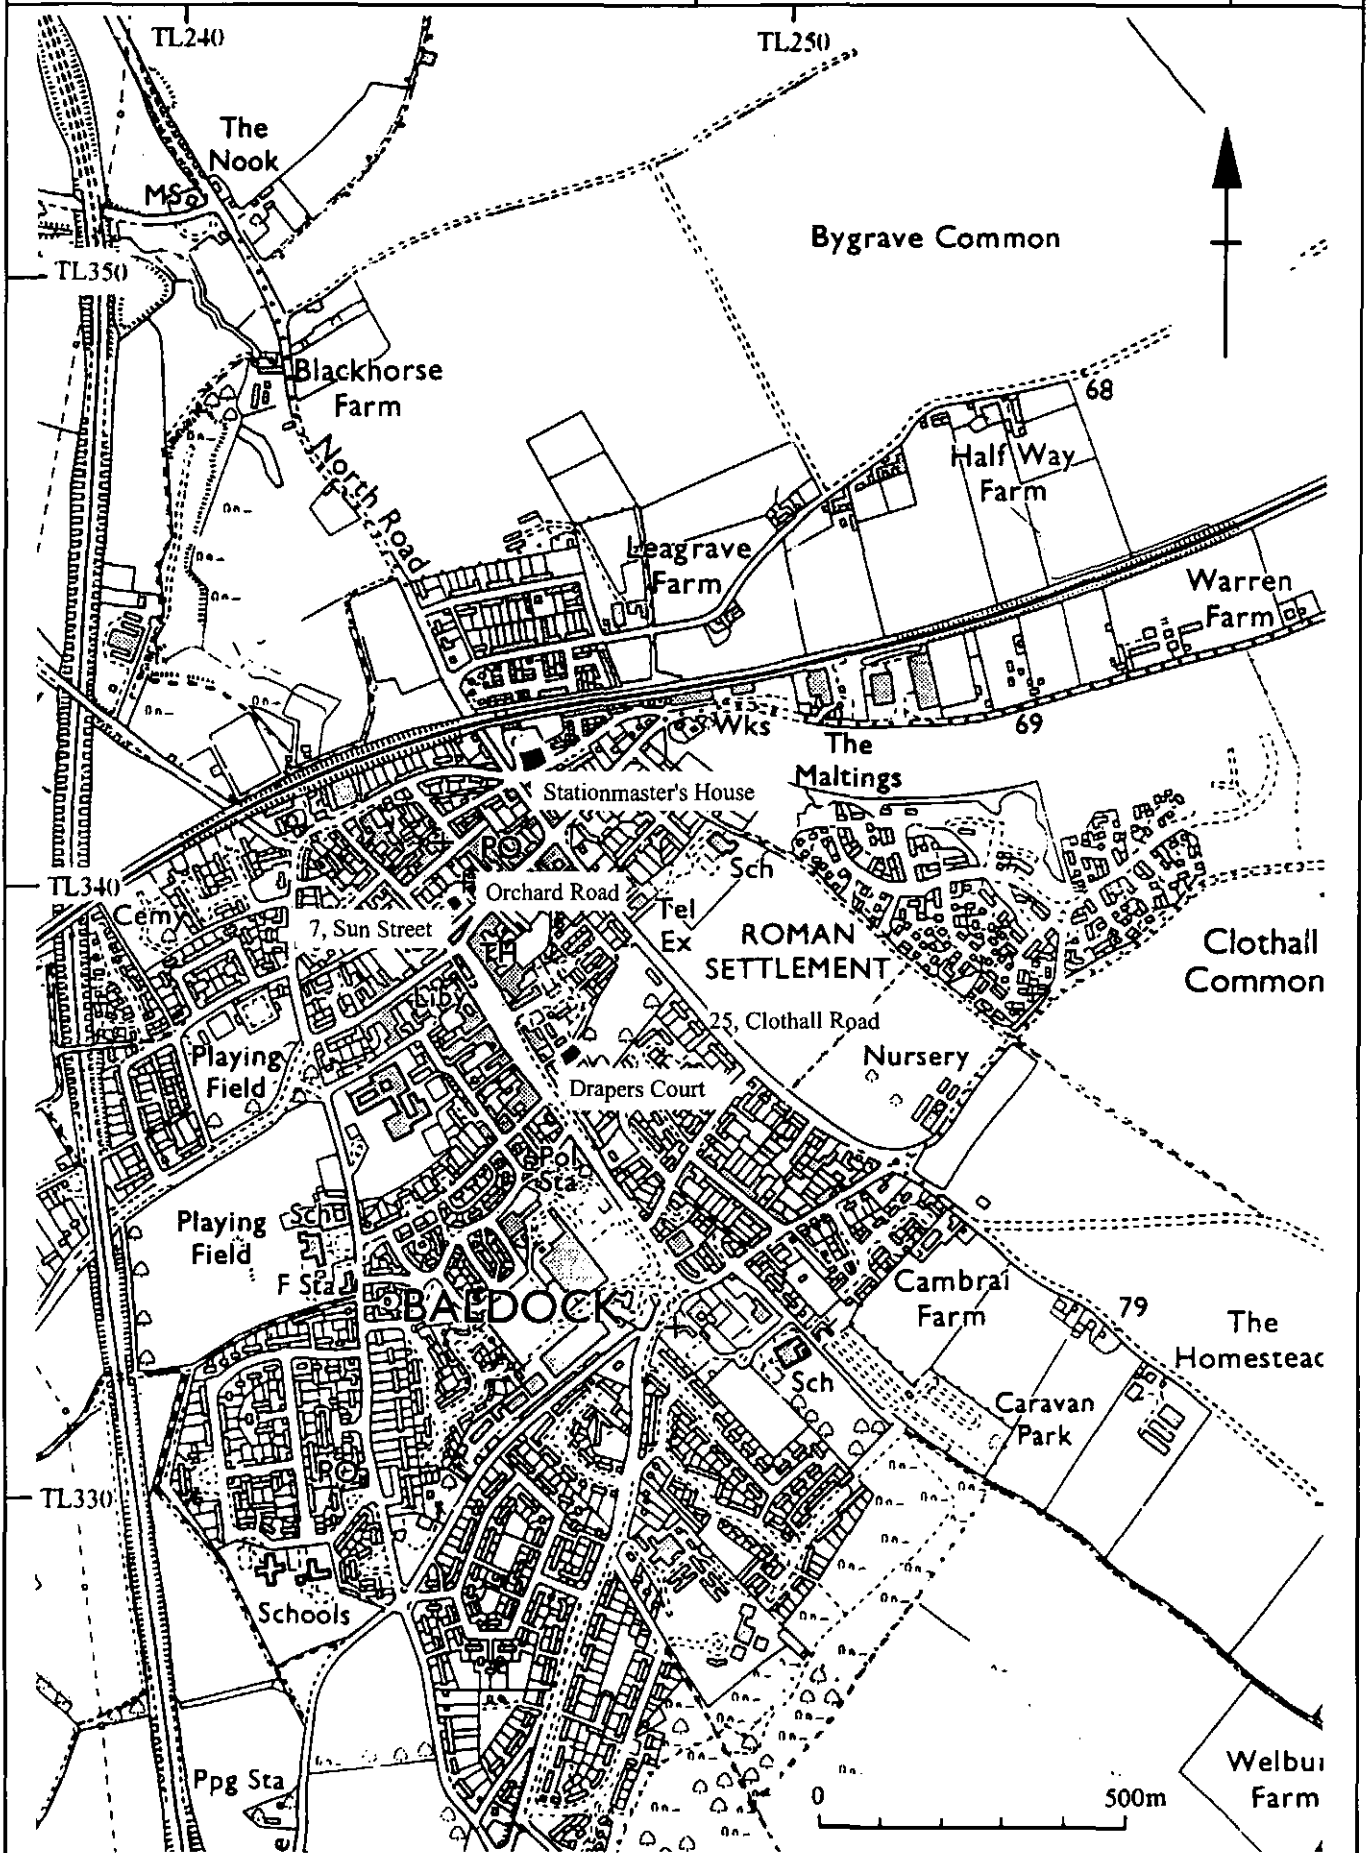 TL240
TL250
The
Nook
MS
Bygrave Common
TL350
Blackhorse
Farm
68
North Road
Half Way
Farm
Leagrave
Farm
Warren
Farm
Wks
69
The
Maltings
Stationmaster's House
PO
Sch
TL340
Orchard Road
Cemy
Tel
Ex
7, Sun Street
ROMAN
SETTLEMENT
TH
Clothall
Common
Liby
25, Clothall Road
Playing
Field
Nursery
Drapers Court
Pol
Sta
Sch
Playing
Field
F Sta
Cambrai
Farm
BALDOCK
79
The
Homesteac
Sch
Caravan
Park
PO
TL330
Schools
Ppg Sta
Welbu
Farm
0
500m
e